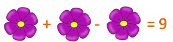 + - = 9